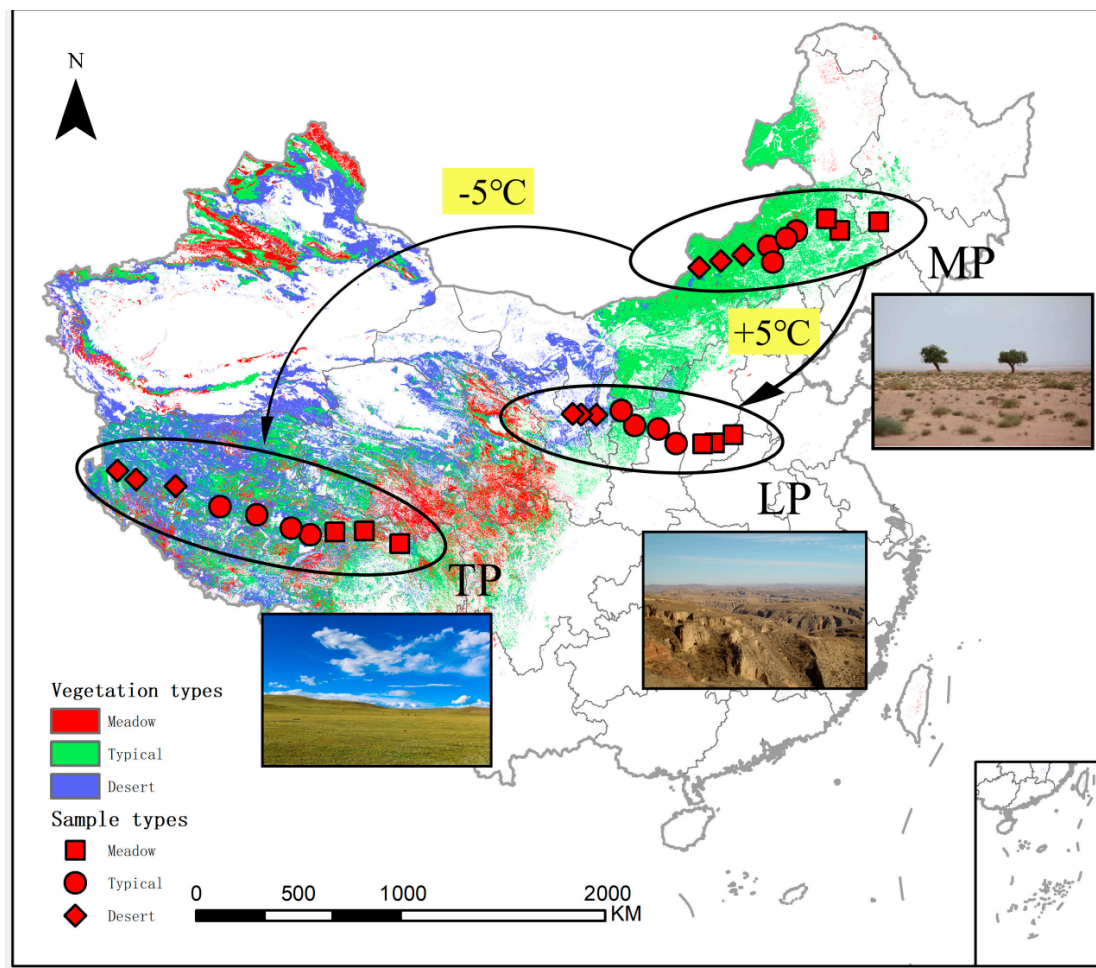 N
-5℃
MP
+5℃
LP
TP
Vegetation types
Meadow
Typical
Desert
Sample types
Meadow
Typical
Desert
0 500 1000 2000
KM